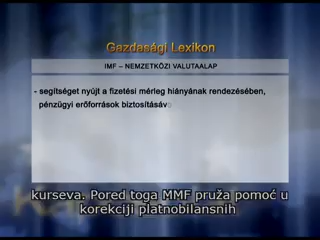 Gazdasági Lexikon
IMF – NEMZETKÖZI VALUTAALAP
- segítséget nyújt a fizetési mérleg hiányának rendezésében,
pénzügyi erőforrások biztosításáv
kurseva. Pored toga MMF pruža pomoć u
korekciji platnobilansnih